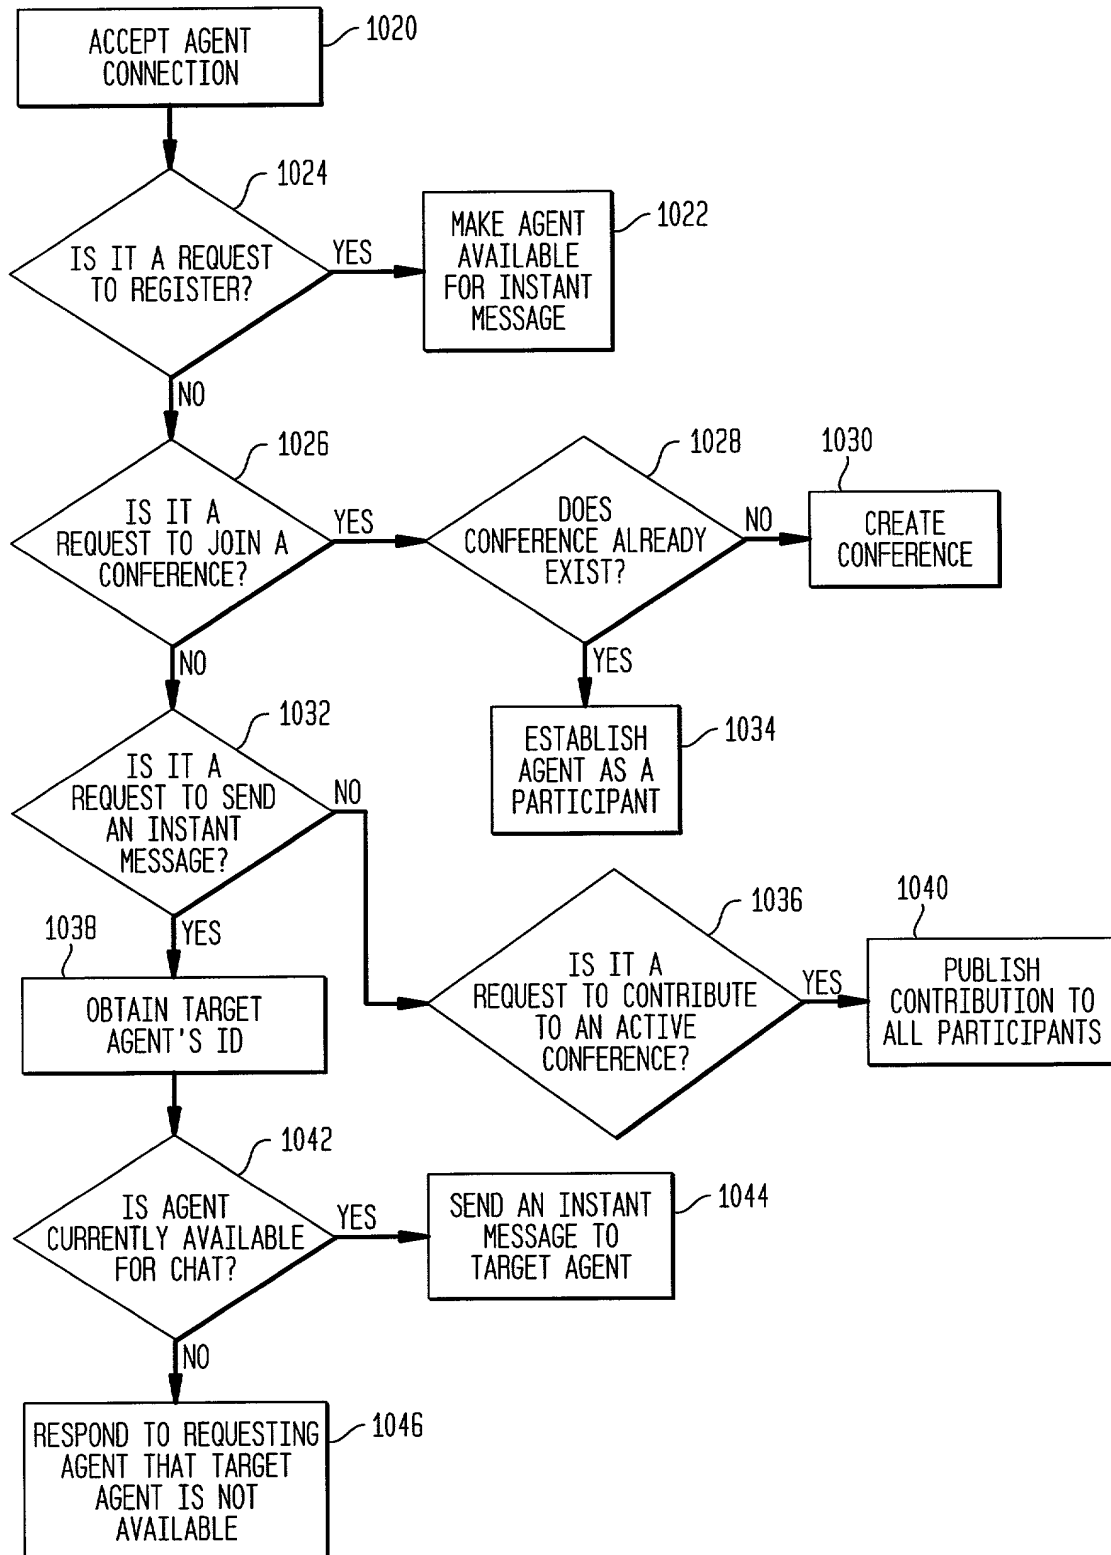 ACCEPT AGENT
CONNECTION
1020
1024
IS IT A REQUEST
TO REGISTER?
YES
MAKE AGENT
AVAILABLE
FOR INSTANT
MESSAGE
1022
NO
1026
IS IT A
REQUEST TO JOIN A
CONFERENCE?
YES
1028
DOES
CONFERENCE ALREADY
EXIST?
NO
1030
CREATE
CONFERENCE
YES
ESTABLISH
AGENT AS A
PARTICIPANT
1034
NO
1032
IS IT A
REQUEST TO SEND
AN INSTANT
MESSAGE?
NO
1036
IS IT A
REQUEST TO CONTRIBUTE
TO AN ACTIVE
CONFERENCE?
YES
1040
PUBLISH
CONTRIBUTION TO
ALL PARTICIPANTS
YES
1038
OBTAIN TARGET
AGENT'S ID
1042
IS AGENT
CURRENTLY AVAILABLE
FOR CHAT?
YES
SEND AN INSTANT
MESSAGE TO
TARGET AGENT
1044
NO
RESPOND TO REQUESTING
AGENT THAT TARGET
AGENT IS NOT
AVAILABLE
1046